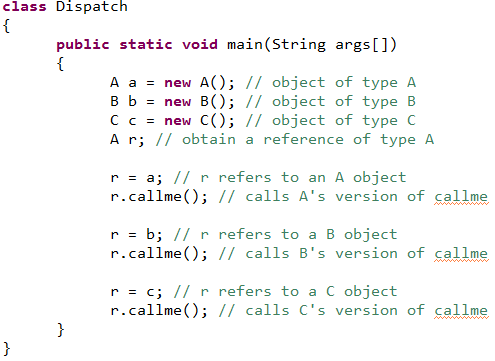 class Dispatch
{
public static void main(String args[])
{
A a = new A(); // object of type A
B b = new B(); // object of type B
C c = new C(); // object of type C
A r; // obtain a reference of type A
r = a; // r refers to an A object
r.callme(); // calls A's version of callme
r = b; // r refers to a B object
r.callme(); // calls B's version of callme
r = c; // r refers to a C object
r.callme(); // calls C's version of callme
}
}